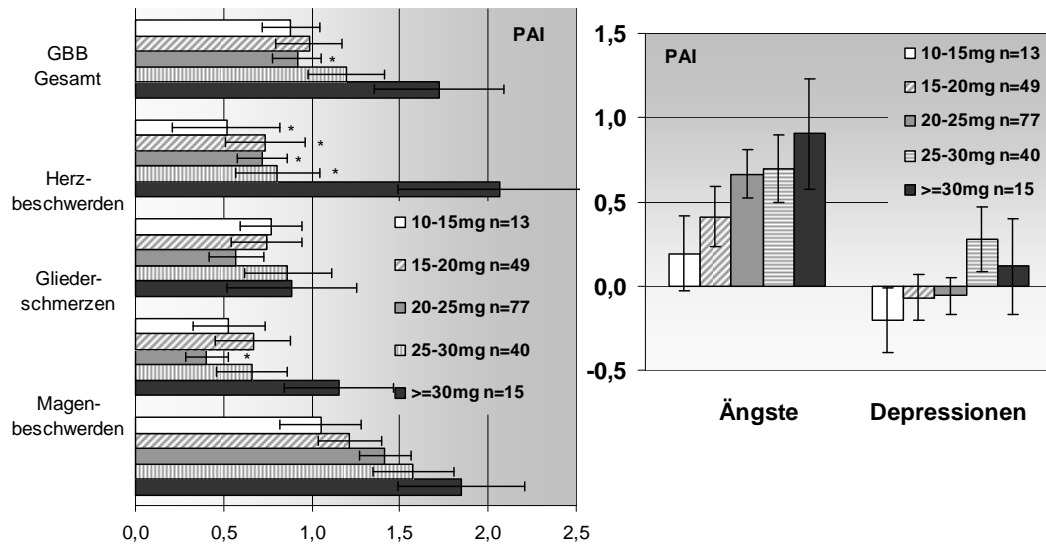 PAI
GBB
Gesamt
*
*
*
*
*
Herz-
beschwerden
10-15mg n=13
Glieder-
schmerzen
15-20mg n=49
20-25mg n=77
25-30mg n=40
*
>=30mg n=15
Magen-
beschwerden
0,0 0,5 1,0 1,5 2,0 2,5
1,5
PAI
10-15mg n=13
15-20mg n=49
20-25mg n=77
25-30mg n=40
>=30mg n=15
1,0
0,5
0,0
-0,5
Ängste Depressionen